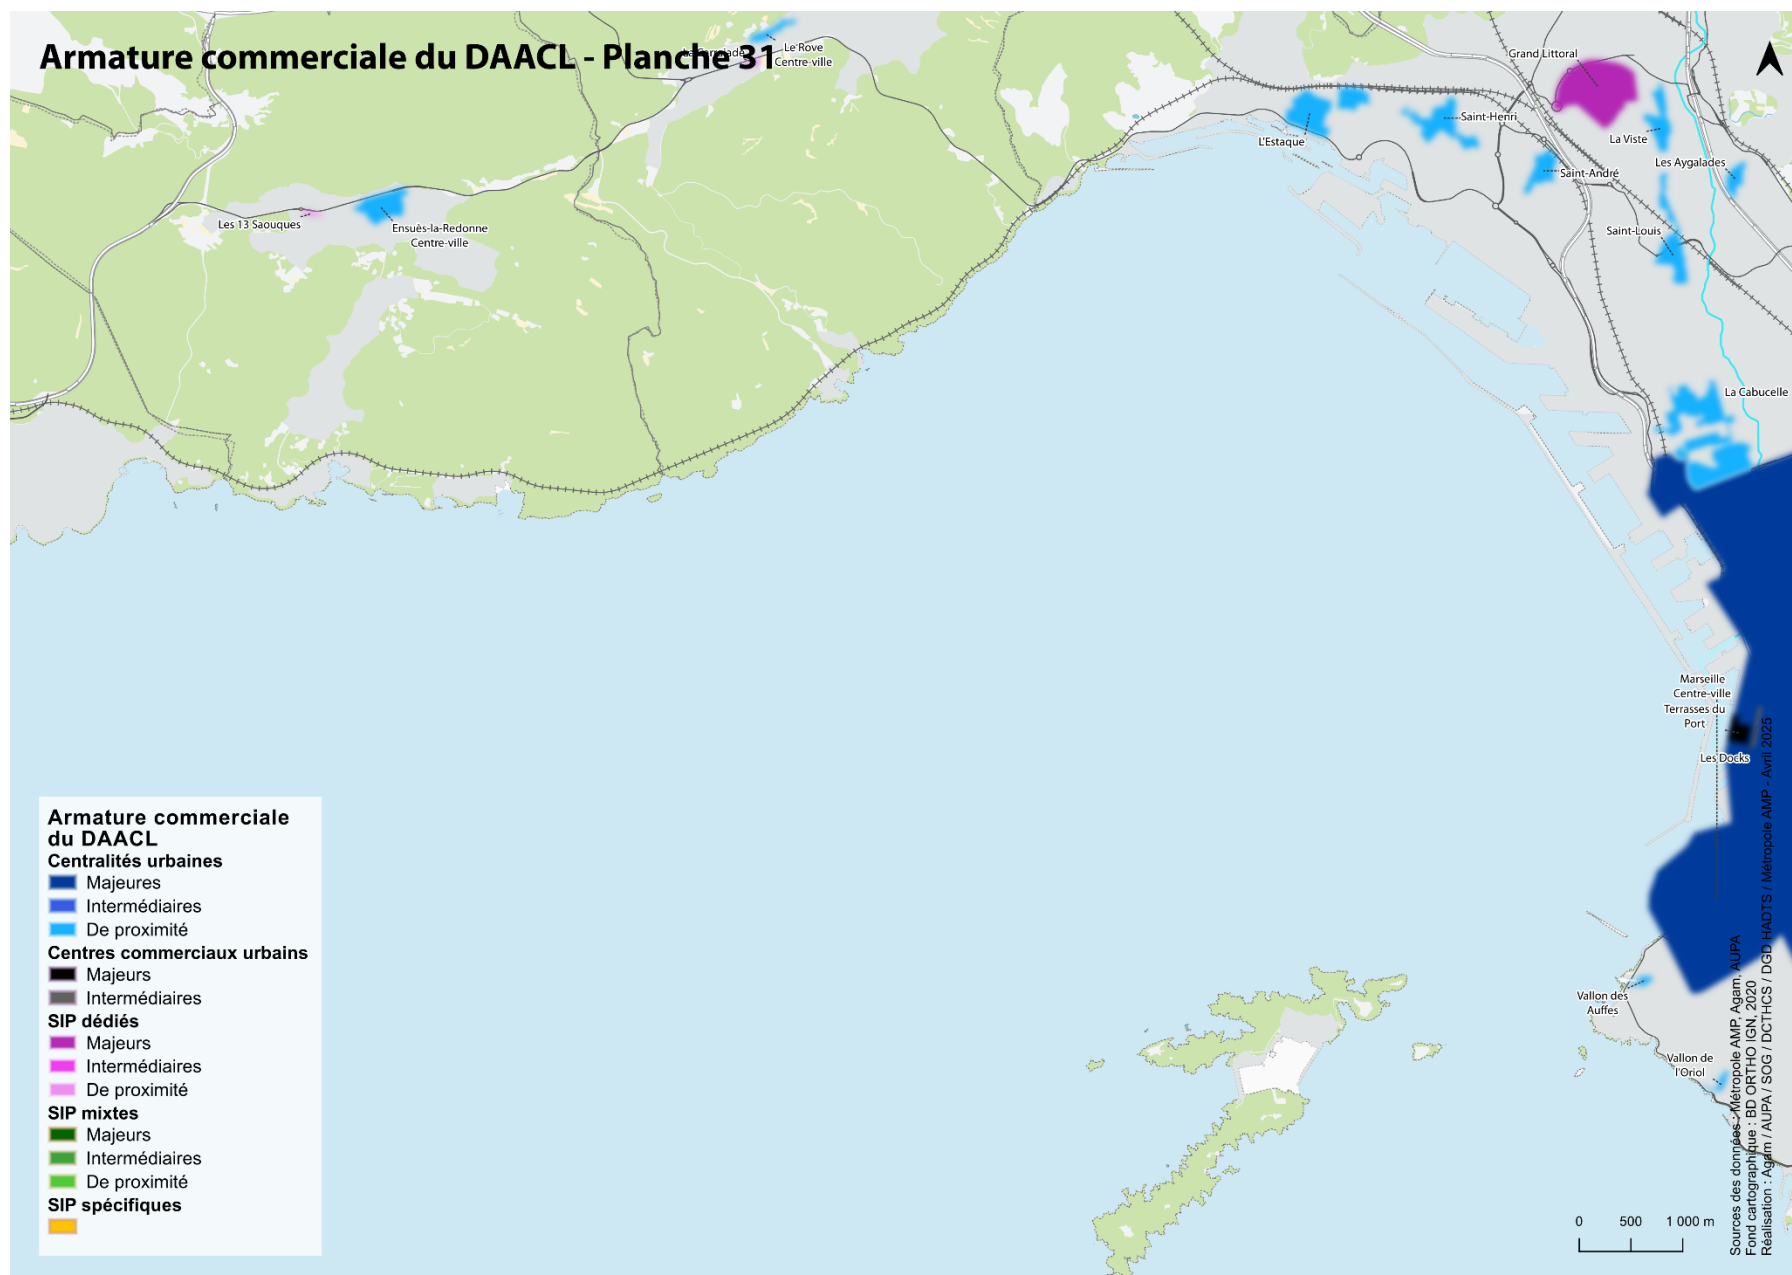 Armature commerciale du DAACL - Planche 31
Le Rove
Centre-ville
Grand Littoral
Saint-Henri
L'Estaque
La Viste
Les Aygalades
Saint-André
Les 13 Saouques
Ensuès-la-Redonne
Centre-ville
Saint-Louis
La Cabucelle
Marseille
Centre-ville
Terrasses du
Port
Les Docks
Vallon des
Auffes
Vallon de
l'Oriol
Armature commerciale
du DAACL
Centralités urbaines
Majeures
Intermédiaires
De proximité
Centres commerciaux urbains
Majeurs
Intermédiaires
SIP dédiés
Majeurs
Intermédiaires
De proximité
SIP mixtes
Majeurs
Intermédiaires
De proximité
SIP spécifiques
0 500 1 000 m
Sources des données : Métropole AMP, Agam, AUPA
Fond cartographique : BD ORTHO IGN, 2020
Réalisation : Agam / AUPA / SOG / DCTHCS / DGD HADTS / Métropole AMP - Avril 2025